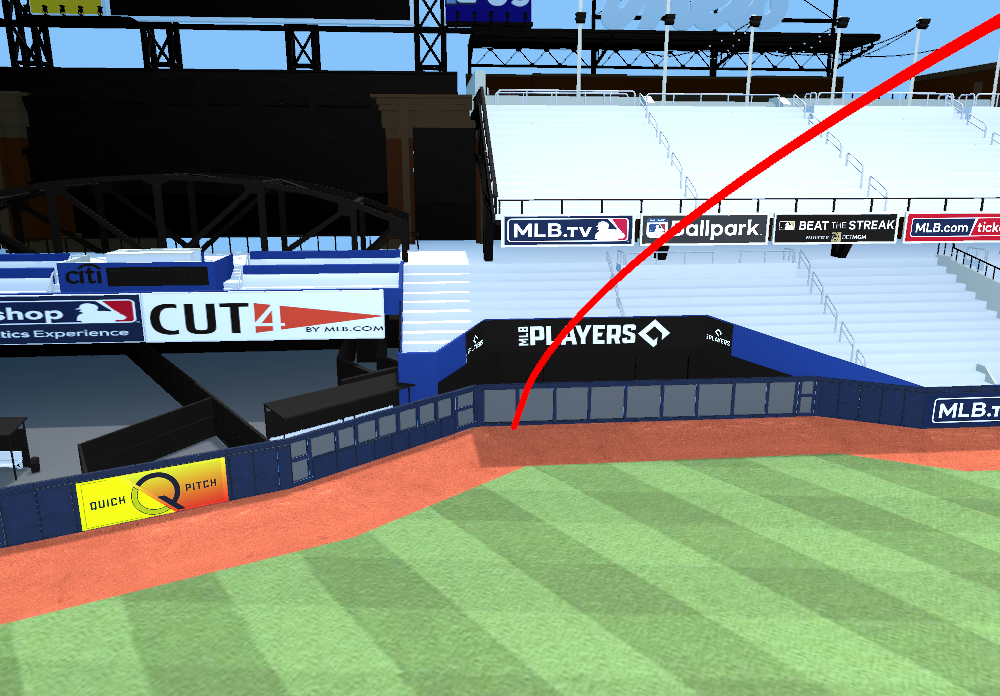 MLB.TV
Ballpark
BEAT THE STREAK
MLB.com/
citi
shop
CUT4
BY MLB.COM
tics Experience
MLB PLAYERS
PLAYERS
QUICK PITCH
MLB.T